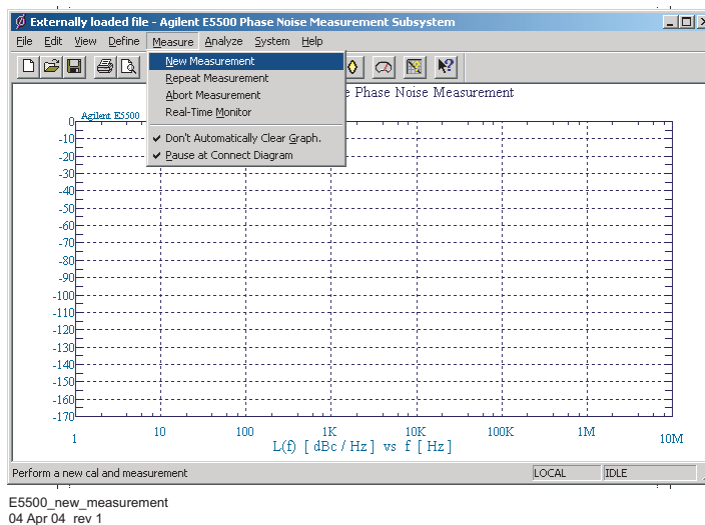 Externally loaded file - Agilent E5500 Phase Noise Measurement Subsystem
File Edit View Define Measure Analyze System Help
New Measurement
Repeat Measurement
Abort Measurement
Real-Time Monitor
✔ Don't Automatically Clear Graph.
✔ Pause at Connect Diagram
Phase Noise Measurement
Agilent E5500
0
-10
-20
-30
-40
-50
-60
-70
-80
-90
-100
-110
-120
-130
-140
-150
-160
-170
1 10 100 1K 10K 100K 1M 10M
L(f) [ dBc / Hz ] vs f [ Hz ]
Perform a new cal and measurement LOCAL IDLE
E5500_new_measurement
04 Apr 04 rev 1